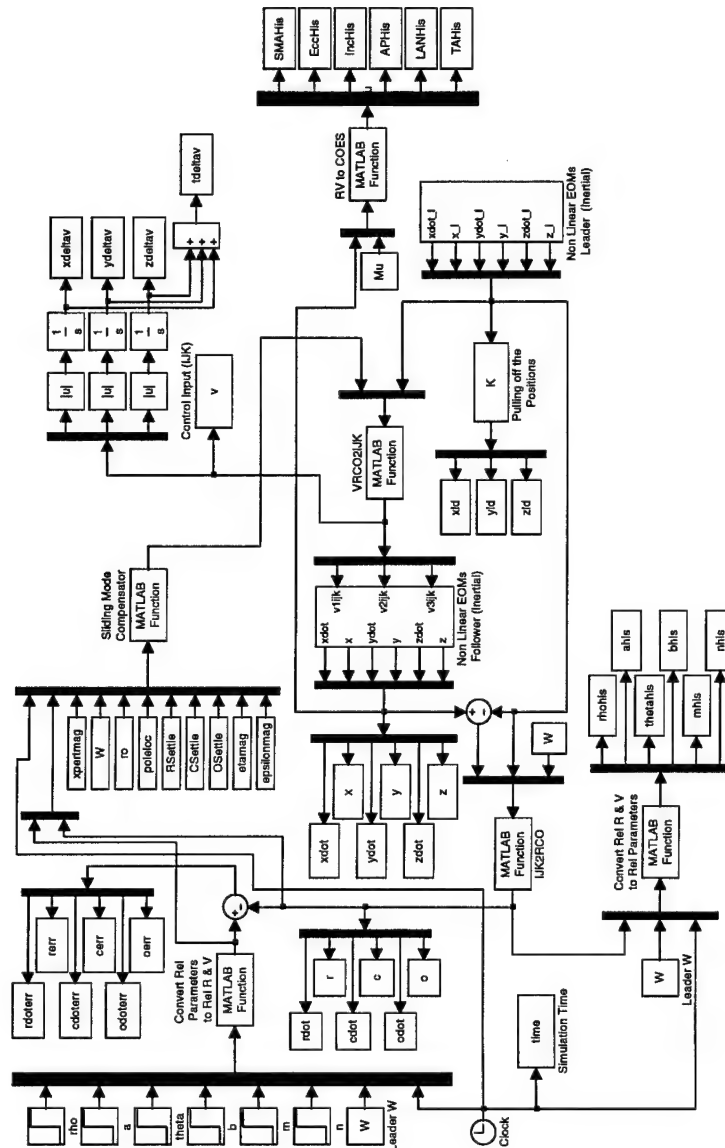 SMAHis
EccHis
IncHis
APHis
LANHis
TAHis
u
RV to COES
MATLAB
Function
Mu
xdeltav
ydeltav
zdeltav
tdeltav
+
+
+
1
s
1
s
1
s
|u|
|u|
|u|
Control Input (IJK)
v
xdot_l
x_l
ydot_l
y_l
zdot_l
z_l
Non Linear EOMs
Leader (Inertial)
K
Pulling off the
Positions
xld
yld
zld
VRCO2IJK
MATLAB
Function
v1ijk
v2ijk
v3ijk
xdot
x
ydot
y
zdot
z
Non Linear EOMs
Follower (Inertial)
Sliding Mode
Compensator
MATLAB
Function
xpertmag
W
ro
poleloc
RSettle
CSettle
OSettle
etamag
epsilonmag
xdot
x
ydot
y
zdot
z
+
-
W
MATLAB
Function
IJK2RCO
rhohis
ahis
thetahis
bhis
mhis
nhis
Convert Rel R & V
to Rel Parameters
MATLAB
Function
W
Leader W
rdoterr
rerr
cdoterr
cerr
odoterr
oerr
+
-
Convert Rel
Parameters
to Rel R & V
MATLAB
Function
rdot
r
cdot
c
odot
o
time
Simulation Time
rho
a
theta
b
m
n
W
Leader W
Clock